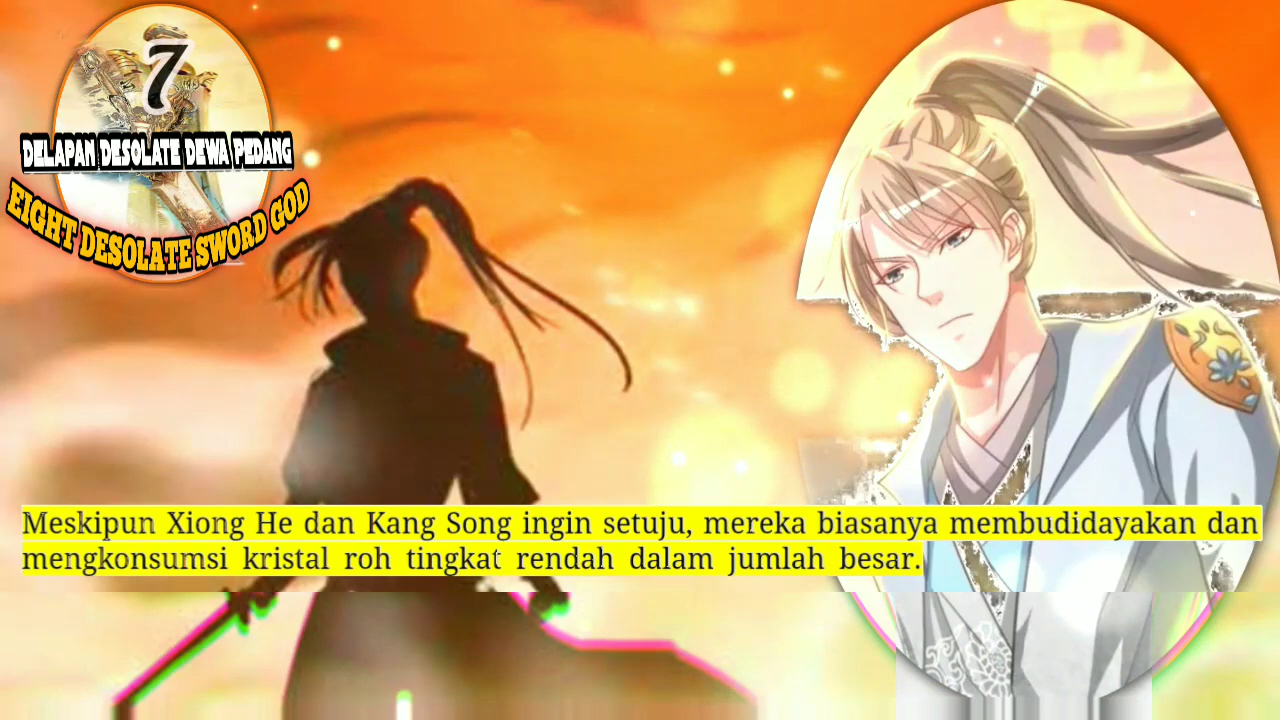 7
DELAPAN DESOLATE DEWA PEDANG
EIGHT DESOLATE SWORD GOD
Meskipun Xiong He dan Kang Song ingin setuju, mereka biasanya membudidayakan dan
mengkonsumsi kristal roh tingkat rendah dalam jumlah besar.